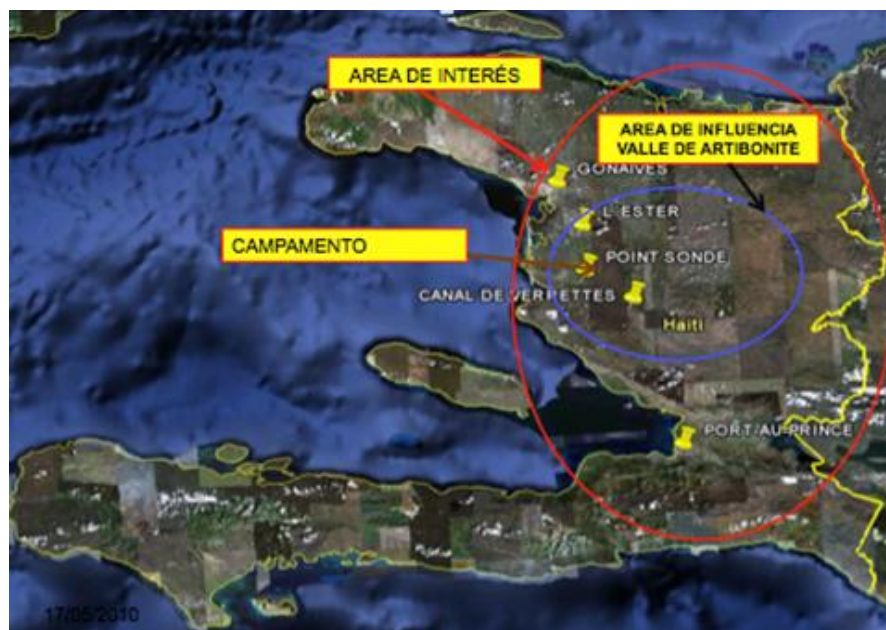 AREA DE INTERÉS
AREA DE INFLUENCIA
VALLE DE ARTIBONITE
GONAIVES
L´ESTER
CAMPAMENTO
POINT SONDE
CANAL DE VERRETTES
Haiti
PORT-AU-PRINCE
17/05/2010